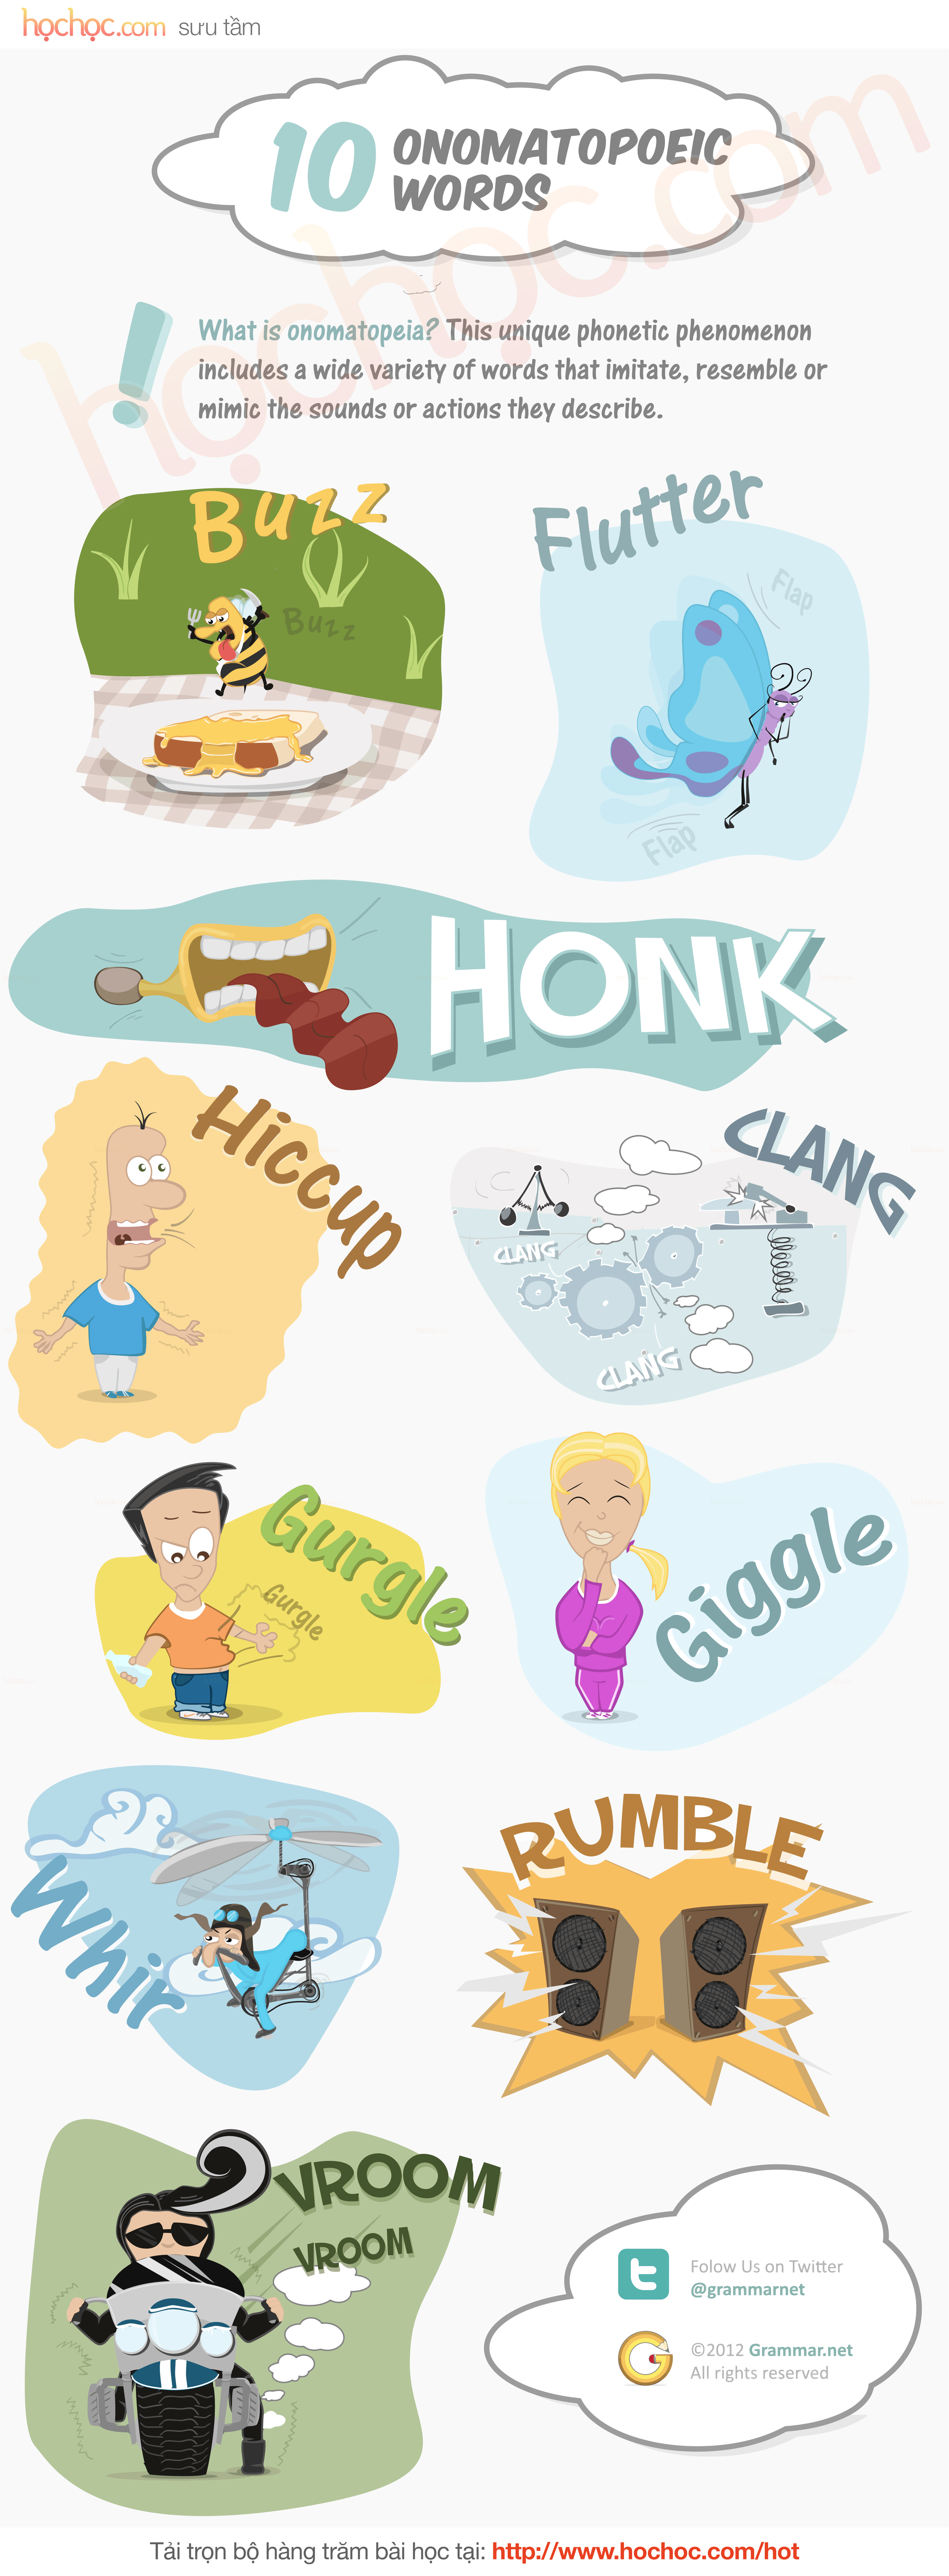 họchọc.com sưu tầm
10 ONOMATOPOEIC
WORDS
họchọc.com
What is onomatopeia? This unique phonetic phenomenon
includes a wide variety of words that imitate, resemble or
mimic the sounds or actions they describe.
Buzz
Buzz
Flutter
Flap
Flap
HONK
Hiccup
CLANG
CLANG
CLANG
Gurgle
Gurgle
Giggle
Whir
RUMBLE
VROOM
VROOM
Folow Us on Twitter
@grammarnet
©2012 Grammar.net
All rights reserved
Tải trọn bộ hàng trăm bài học tại: http://www.hochoc.com/hot